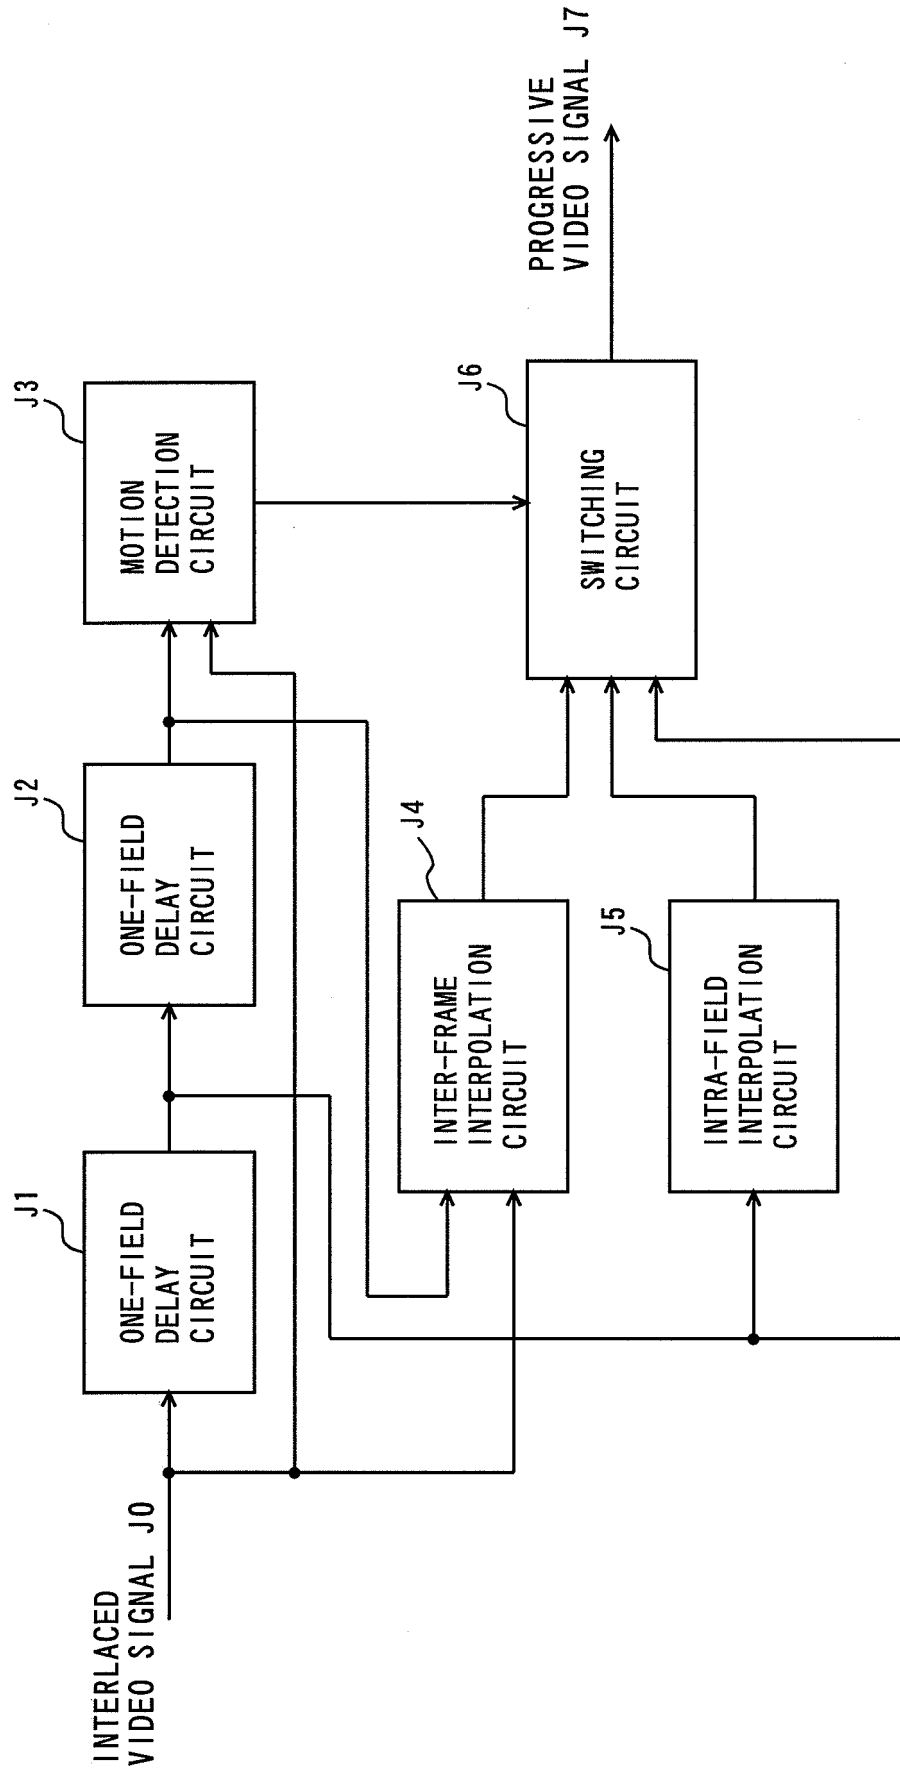 INTERLACED
VIDEO SIGNAL J0
J1
ONE-FIELD
DELAY
CIRCUIT
J2
ONE-FIELD
DELAY
CIRCUIT
J3
MOTION
DETECTION
CIRCUIT
J4
INTER-FRAME
INTERPOLATION
CIRCUIT
J5
INTRA-FIELD
INTERPOLATION
CIRCUIT
J6
SWITCHING
CIRCUIT
PROGRESSIVE
VIDEO SIGNAL J7